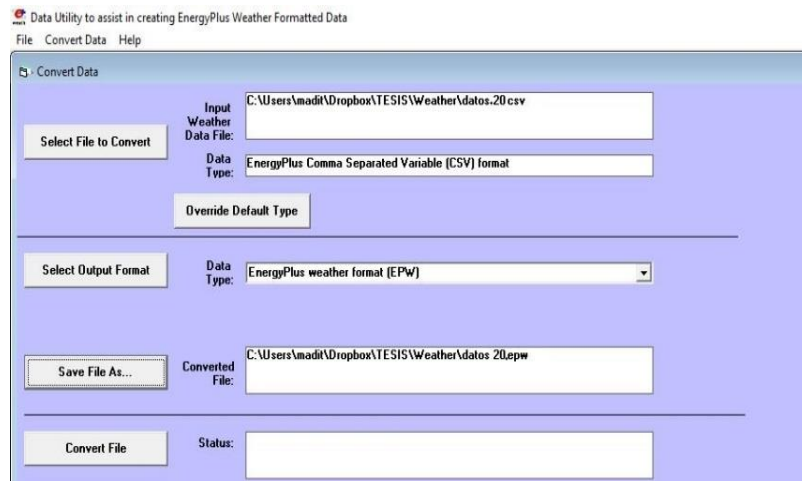 Data Utility to assist in creating EnergyPlus Weather Formatted Data
File Convert Data Help
Convert Data
Select File to Convert
Input Weather Data File:
C:\Users\madit\Dropbox\TESIS\Weather\datos.20 csv
Data Type:
EnergyPlus Comma Separated Variable (CSV) format
Override Default Type
Select Output Format
Data Type:
EnergyPlus weather format (EPW)
Save File As...
Converted File:
C:\Users\madit\Dropbox\TESIS\Weather\datos 20,epw
Convert File
Status: